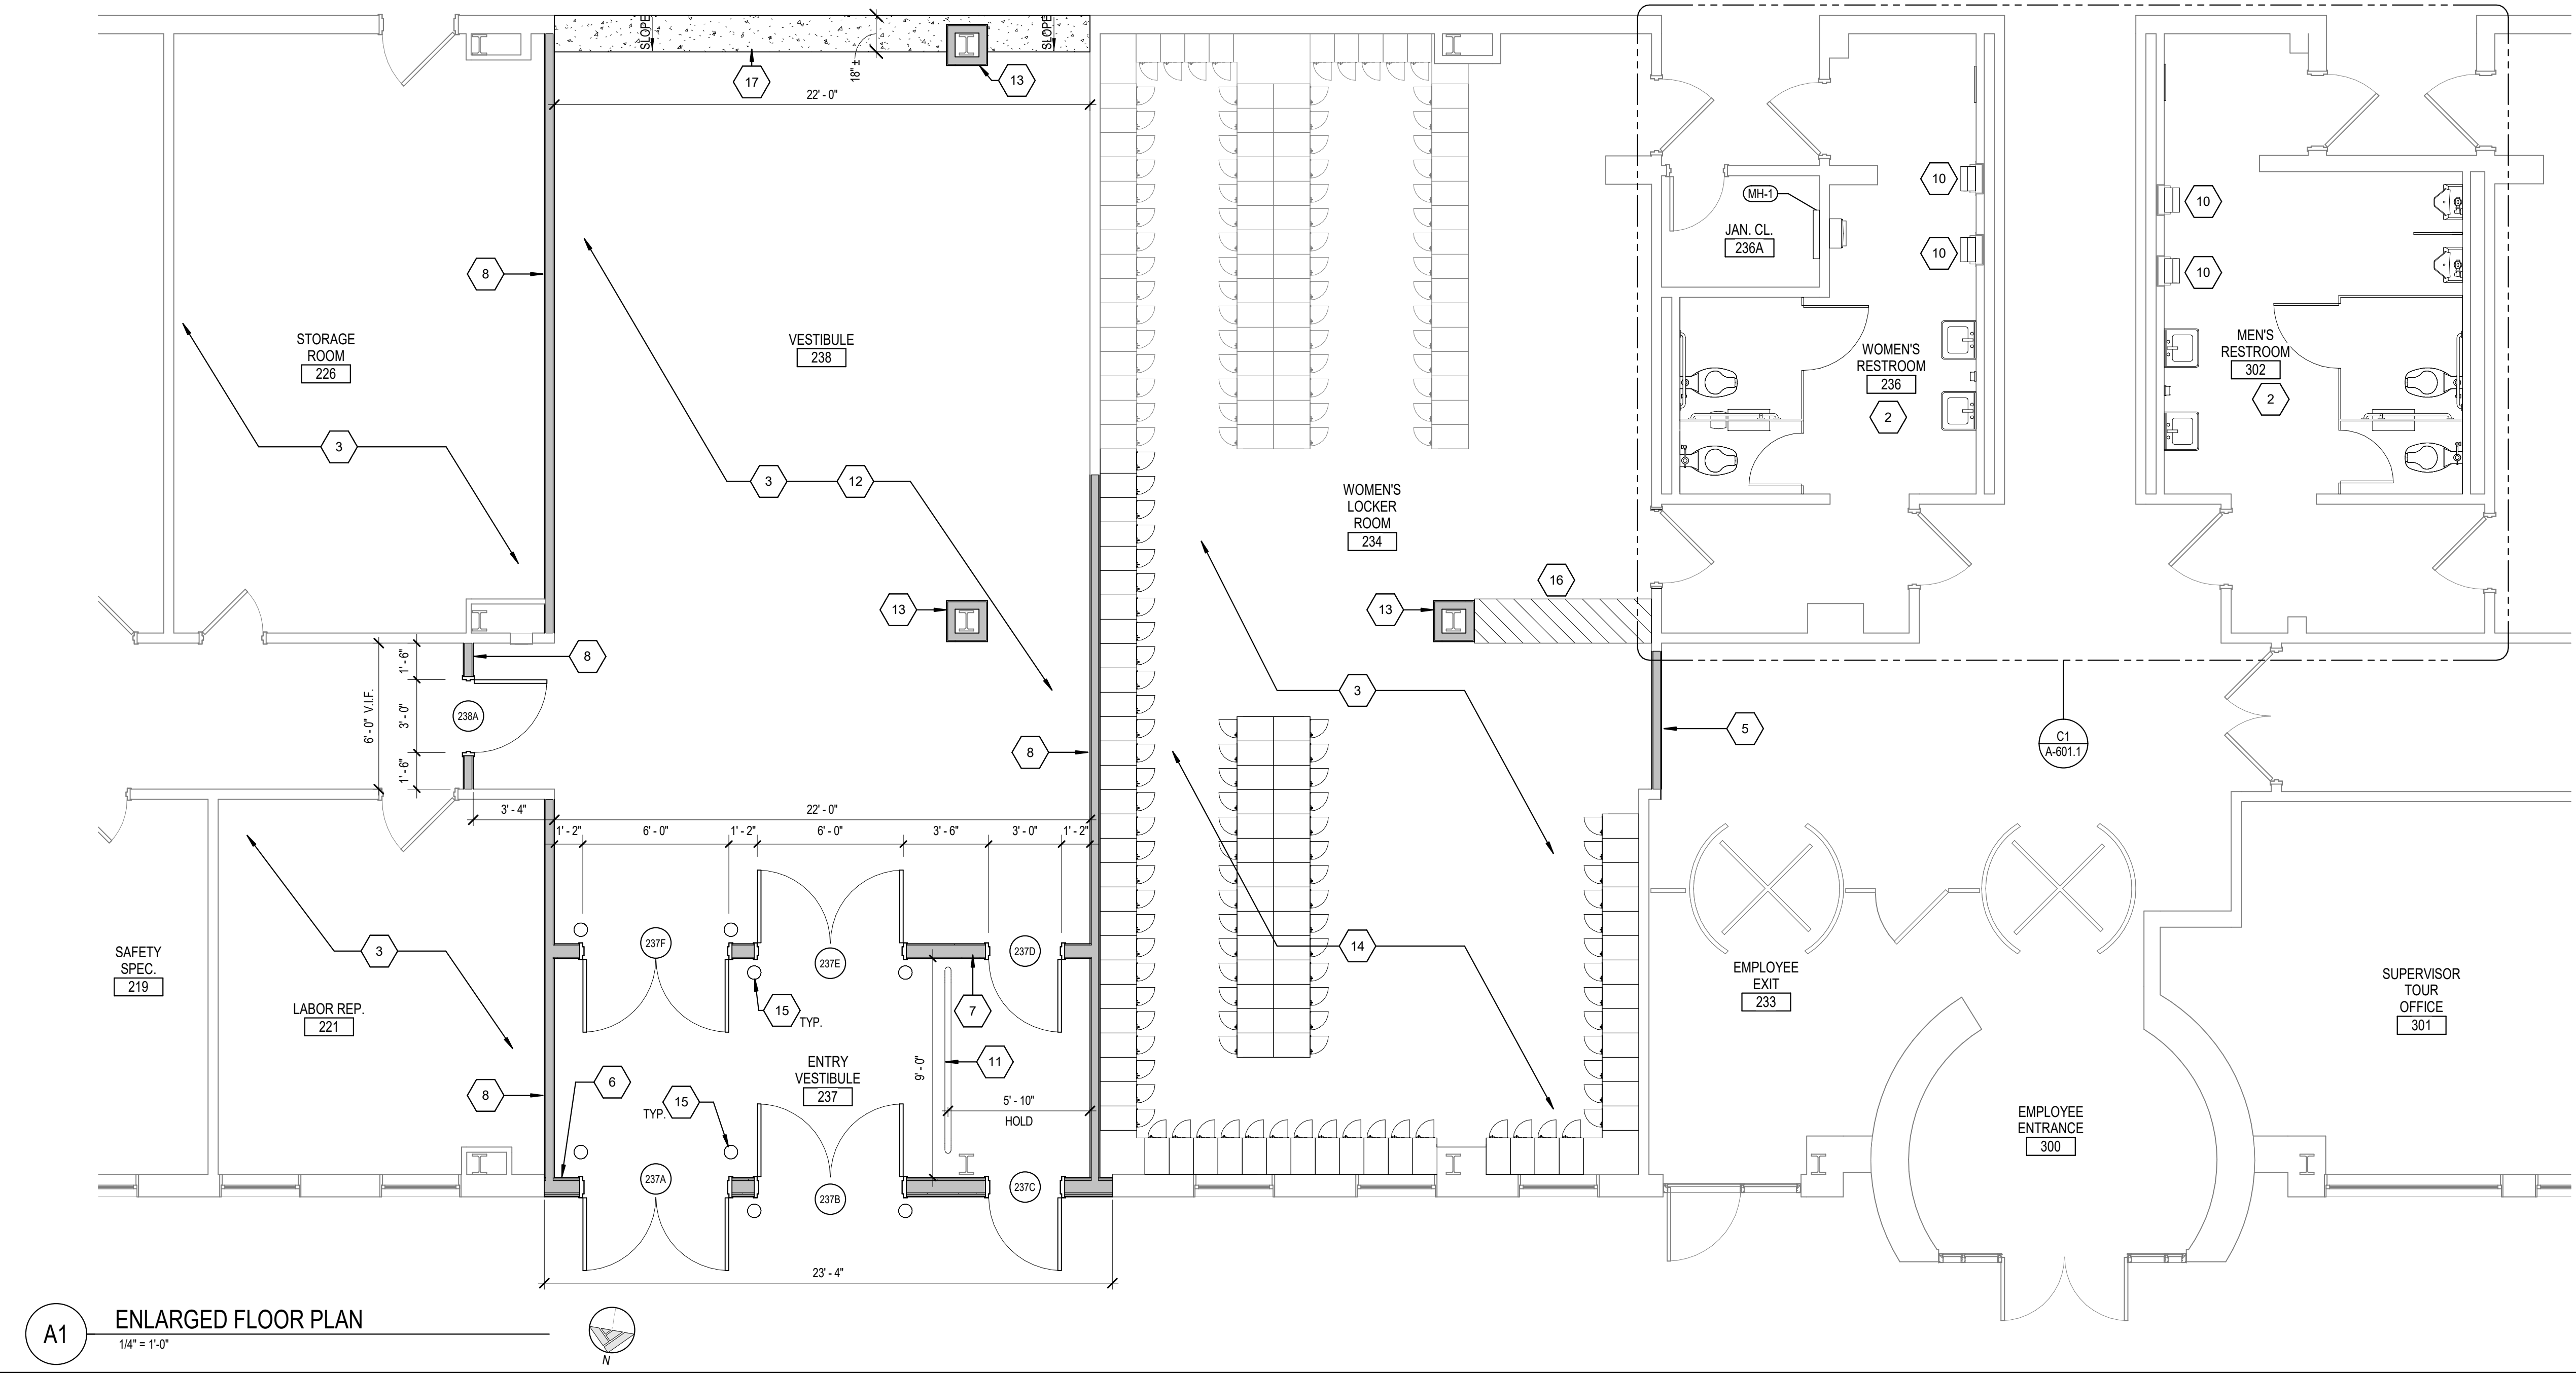 SLOPE
SLOPE
18" ±
17
13
22' - 0"
8
3
STORAGE
ROOM
226
VESTIBULE
238
3
12
13
8
238A
1' - 6"
3' - 0"
1' - 6"
6' - 0" V.I.F.
8
3' - 4"
22' - 0"
1' - 2"
6' - 0"
1' - 2"
6' - 0"
3' - 6"
3' - 0"
1' - 2"
237F
237E
237D
15
TYP.
7
11
9' - 0"
5' - 10"
HOLD
ENTRY
VESTIBULE
237
6
15
TYP.
237A
237B
237C
23' - 4"
SAFETY
SPEC.
219
LABOR REP.
221
3
8
WOMEN'S
LOCKER
ROOM
234
16
13
3
14
5
MH-1
JAN. CL.
236A
10
10
WOMEN'S
RESTROOM
236
2
10
10
MEN'S
RESTROOM
302
2
C1
A-601.1
EMPLOYEE
EXIT
233
EMPLOYEE
ENTRANCE
300
SUPERVISOR
TOUR
OFFICE
301
A1
ENLARGED FLOOR PLAN
1/4" = 1'-0"
N